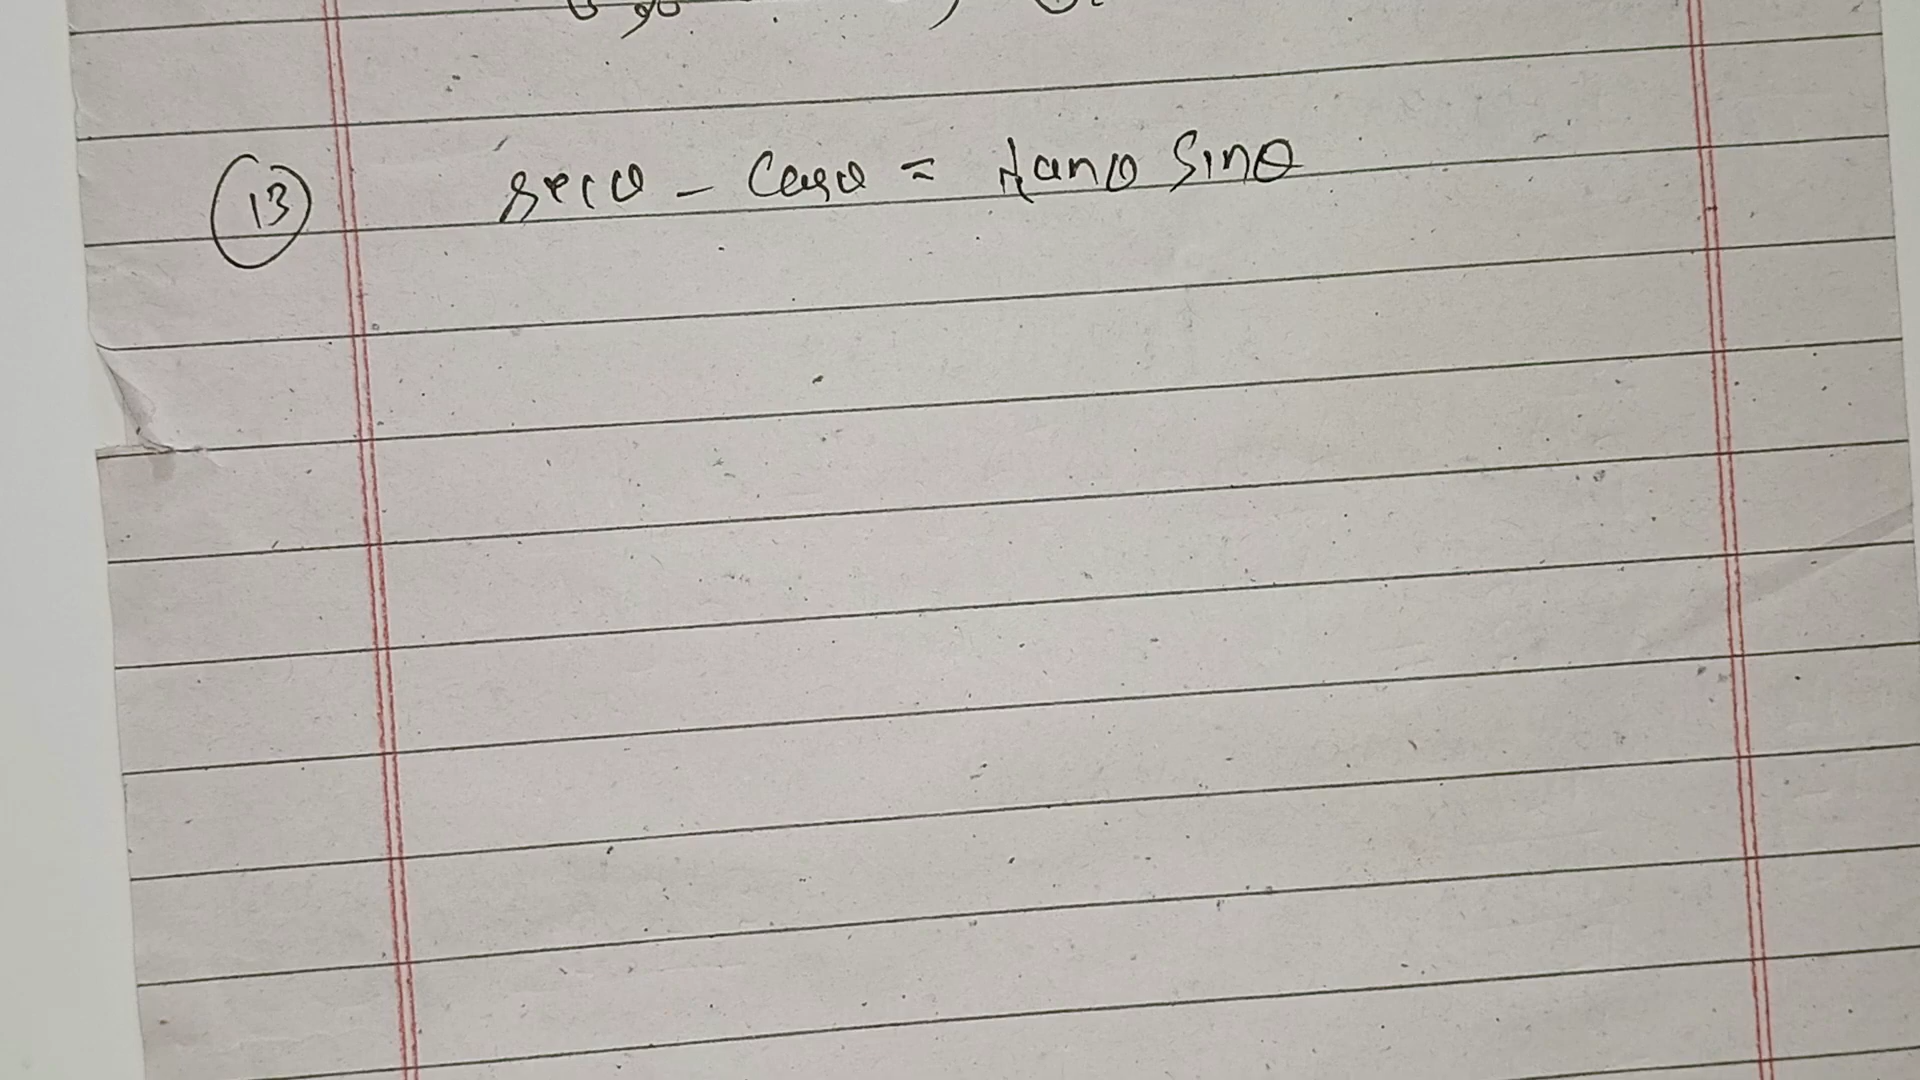 (13) secθ - cosθ = tanθ sinθ